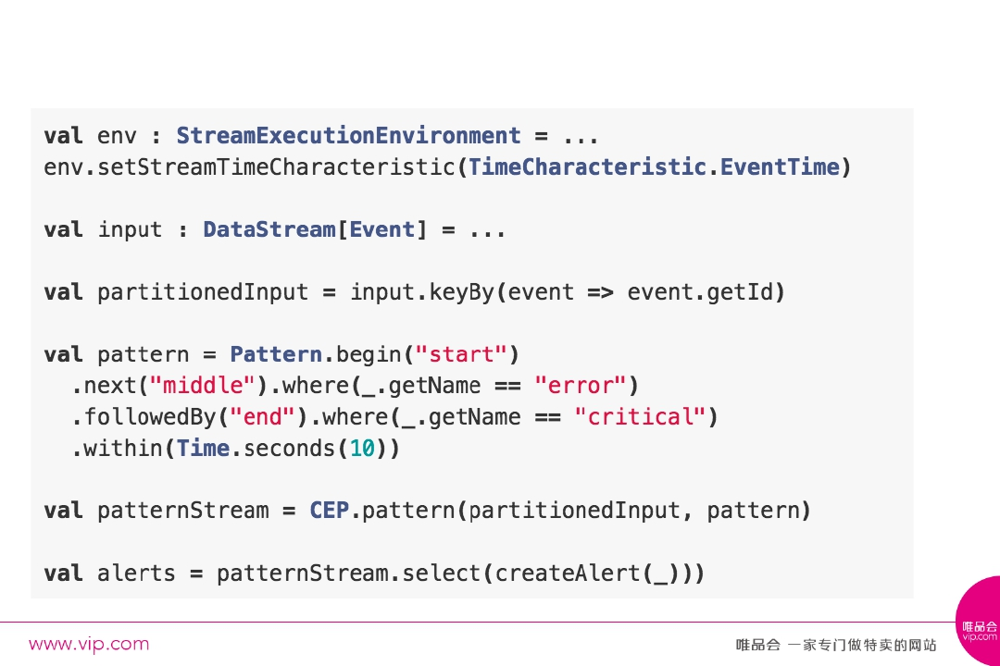 val env : StreamExecutionEnvironment = ...
env.setStreamTimeCharacteristic(TimeCharacteristic.EventTime)
val input : DataStream[Event] = ...
val partitionedInput = input.keyBy(event => event.getId)
val pattern = Pattern.begin("start")
  .next("middle").where(_.getName == "error")
  .followedBy("end").where(_.getName == "critical")
  .within(Time.seconds(10))
val patternStream = CEP.pattern(partitionedInput, pattern)
val alerts = patternStream.select(createAlert(_)))
www.vip.com
唯品会 一家专门做特卖的网站
唯品会
vip.com